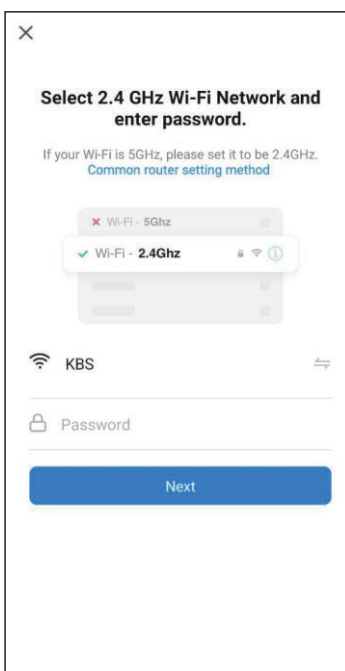 Select 2.4 GHz Wi-Fi Network and
enter password.
If your Wi-Fi is 5GHz, please set it to be 2.4GHz.
Common router setting method
Wi-Fi - 5Ghz
Wi-Fi - 2.4Ghz
KBS
Password
Next